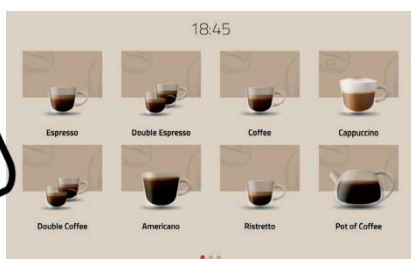 18:45
Espresso
Double Espresso
Coffee
Cappuccino
Double Coffee
Americano
Ristretto
Pot of Coffee